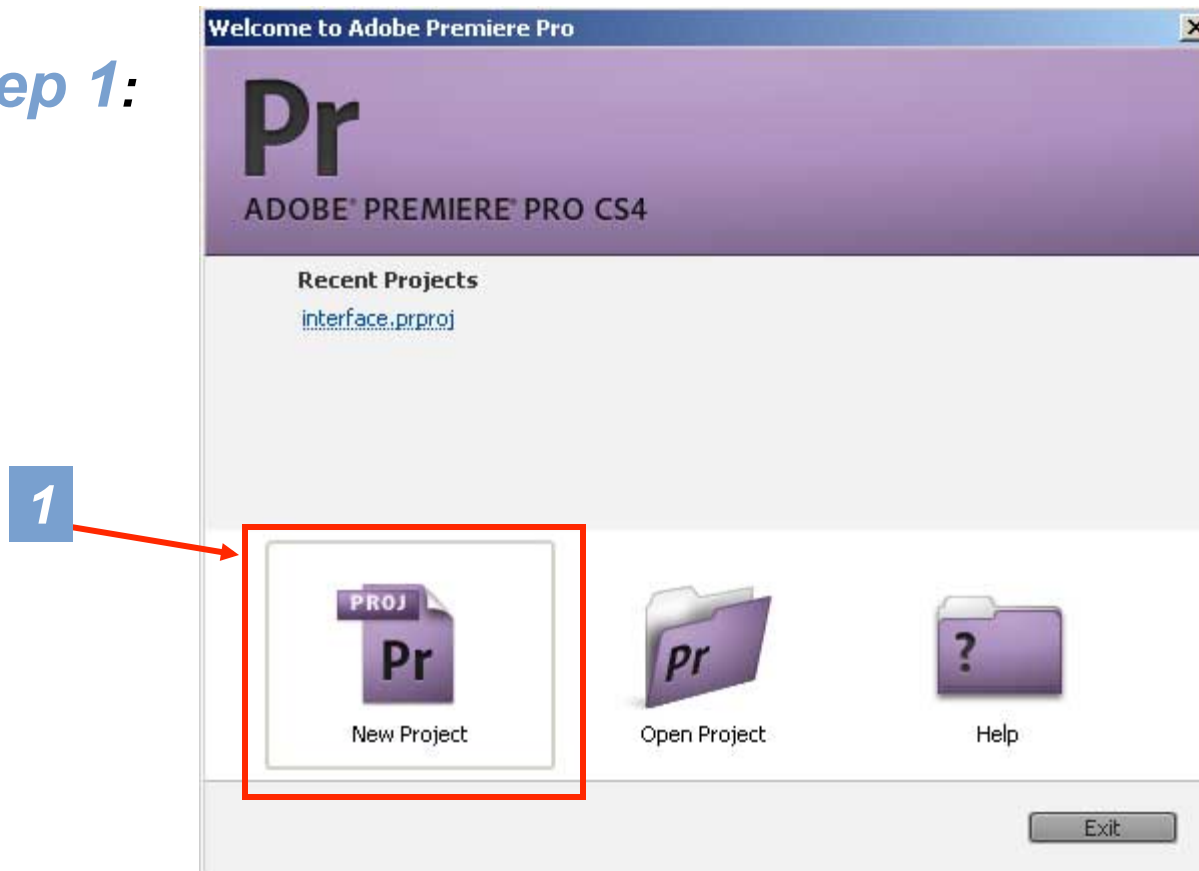 Welcome to Adobe Premiere Pro
ep 1:
Pr
ADOBE® PREMIERE® PRO CS4
Recent Projects
interface.prproj
1
PROJ
Pr
New Project
Pr
Open Project
?
Help
Exit